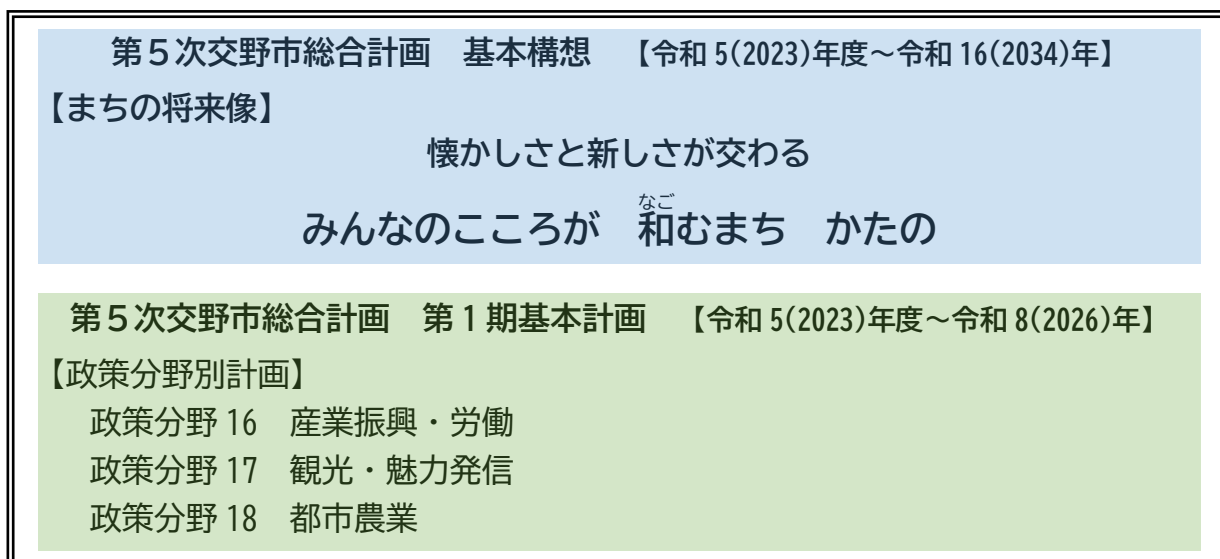 第５次交野市総合計画　基本構想　【令和 5(2023)年度～令和 16(2034)年】
【まちの将来像】
懐かしさと新しさが交わる
なご
みんなのこころが　和むまち　かたの
第５次交野市総合計画　第１期基本計画　【令和 5(2023)年度～令和 8(2026)年】
【政策分野別計画】
政策分野 16　産業振興・労働
政策分野 17　観光・魅力発信
政策分野 18　都市農業